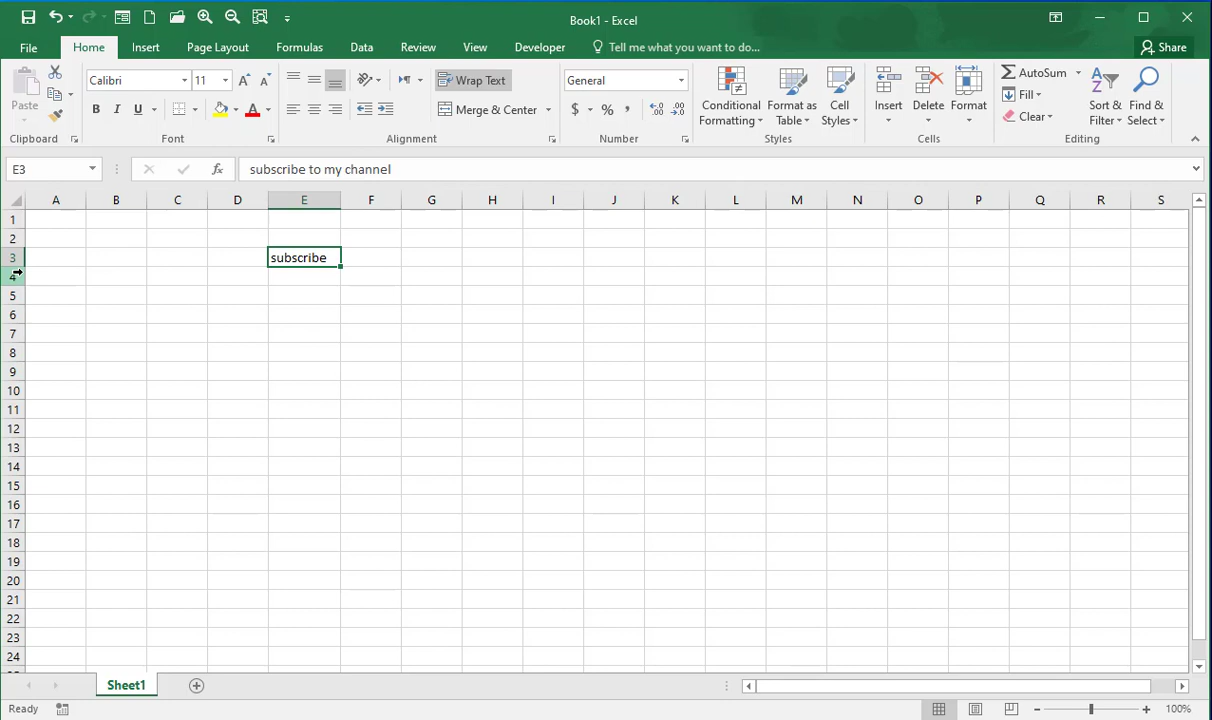 Book1 - Excel
File Home Insert Page Layout Formulas Data Review View Developer Tell me what you want to do... Share
Paste
Clipboard
Calibri 11
B I U A
Font
Wrap Text
Merge & Center
Alignment
General
$ % ,
Number
Conditional Formatting
Format as Table
Cell Styles
Styles
Insert Delete Format
Cells
AutoSum
Fill
Clear
Sort & Filter
Find & Select
Editing
E3 fx subscribe to my channel
A B C D E F G H I J K L M N O P Q R S
1
2
3 subscribe
4
5
6
7
8
9
10
11
12
13
14
15
16
17
18
19
20
21
22
23
24
Sheet1
Ready 100%